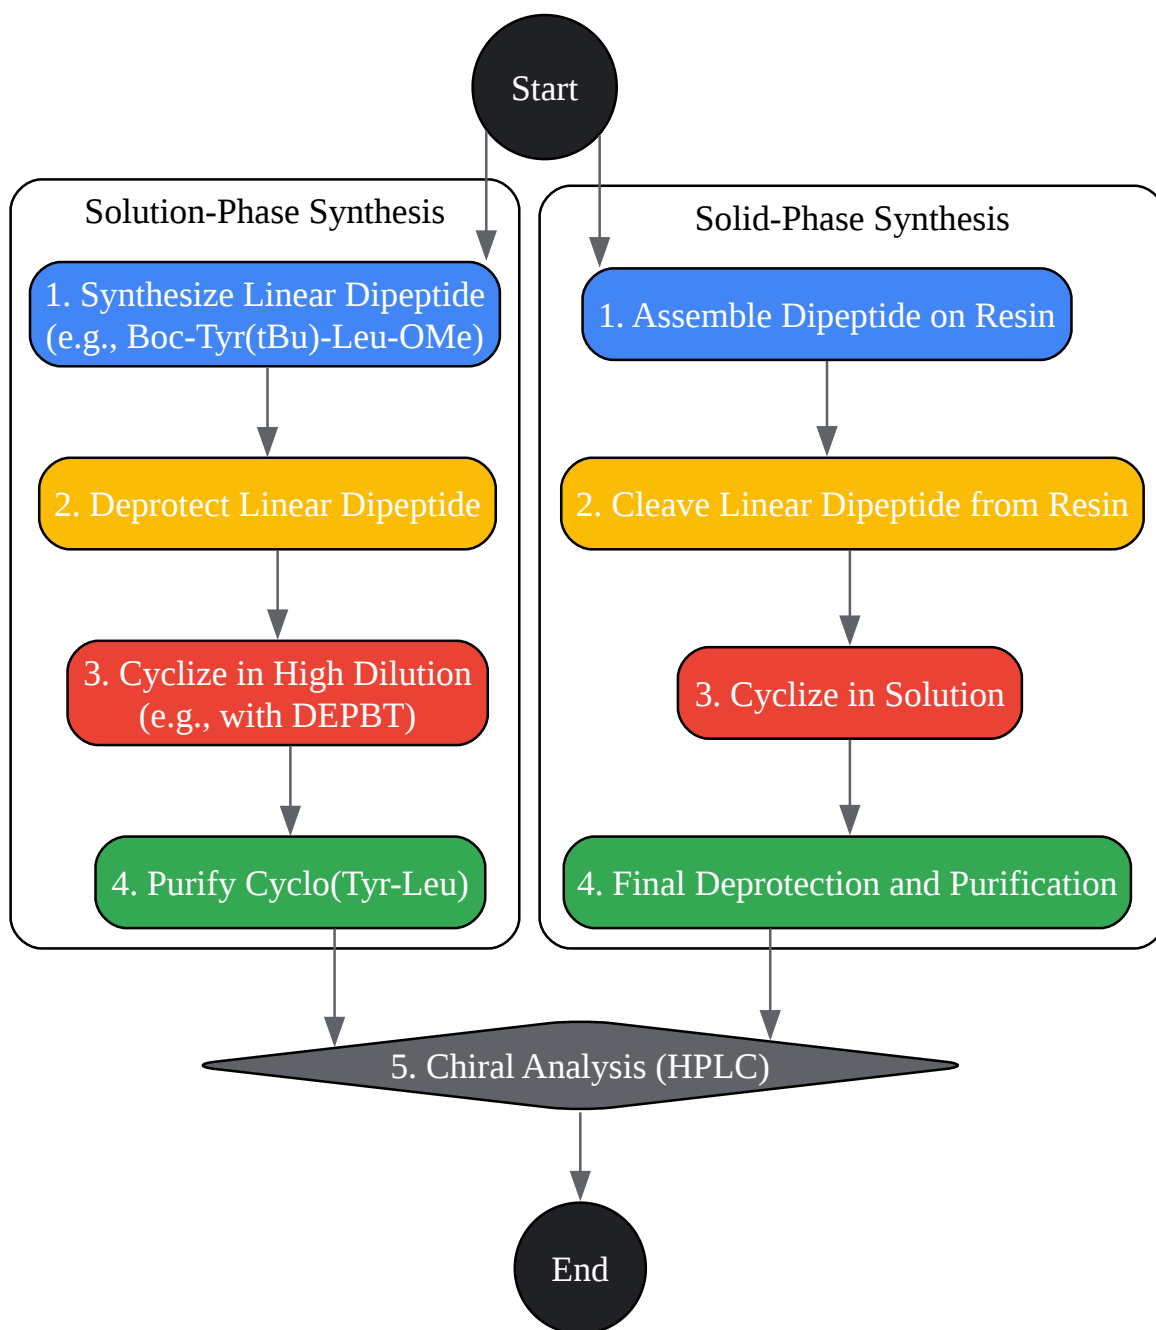 Start
Solution-Phase Synthesis
1. Synthesize Linear Dipeptide
(e.g., Boc-Tyr(tBu)-Leu-OMe)
2. Deprotect Linear Dipeptide
3. Cyclize in High Dilution
(e.g., with DEPBT)
4. Purify Cyclo(Tyr-Leu)
Solid-Phase Synthesis
1. Assemble Dipeptide on Resin
2. Cleave Linear Dipeptide from Resin
3. Cyclize in Solution
4. Final Deprotection and Purification
5. Chiral Analysis (HPLC)
End